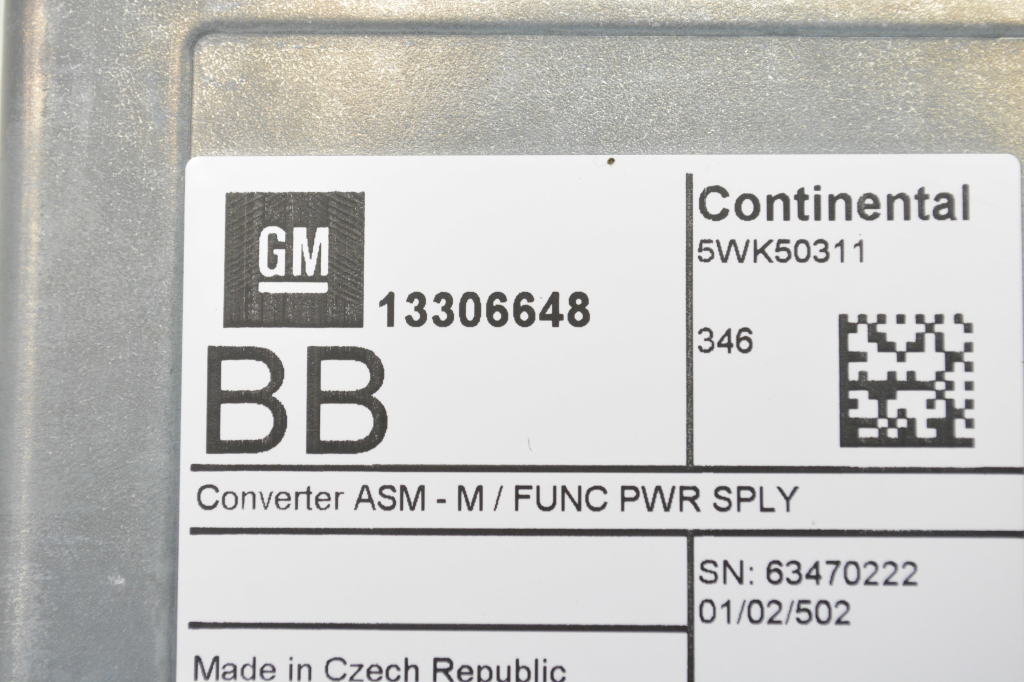 GM
13306648
BB
Continental
5WK50311
346
Converter ASM - M / FUNC PWR SPLY
SN: 63470222
01/02/502
Made in Czech Republic